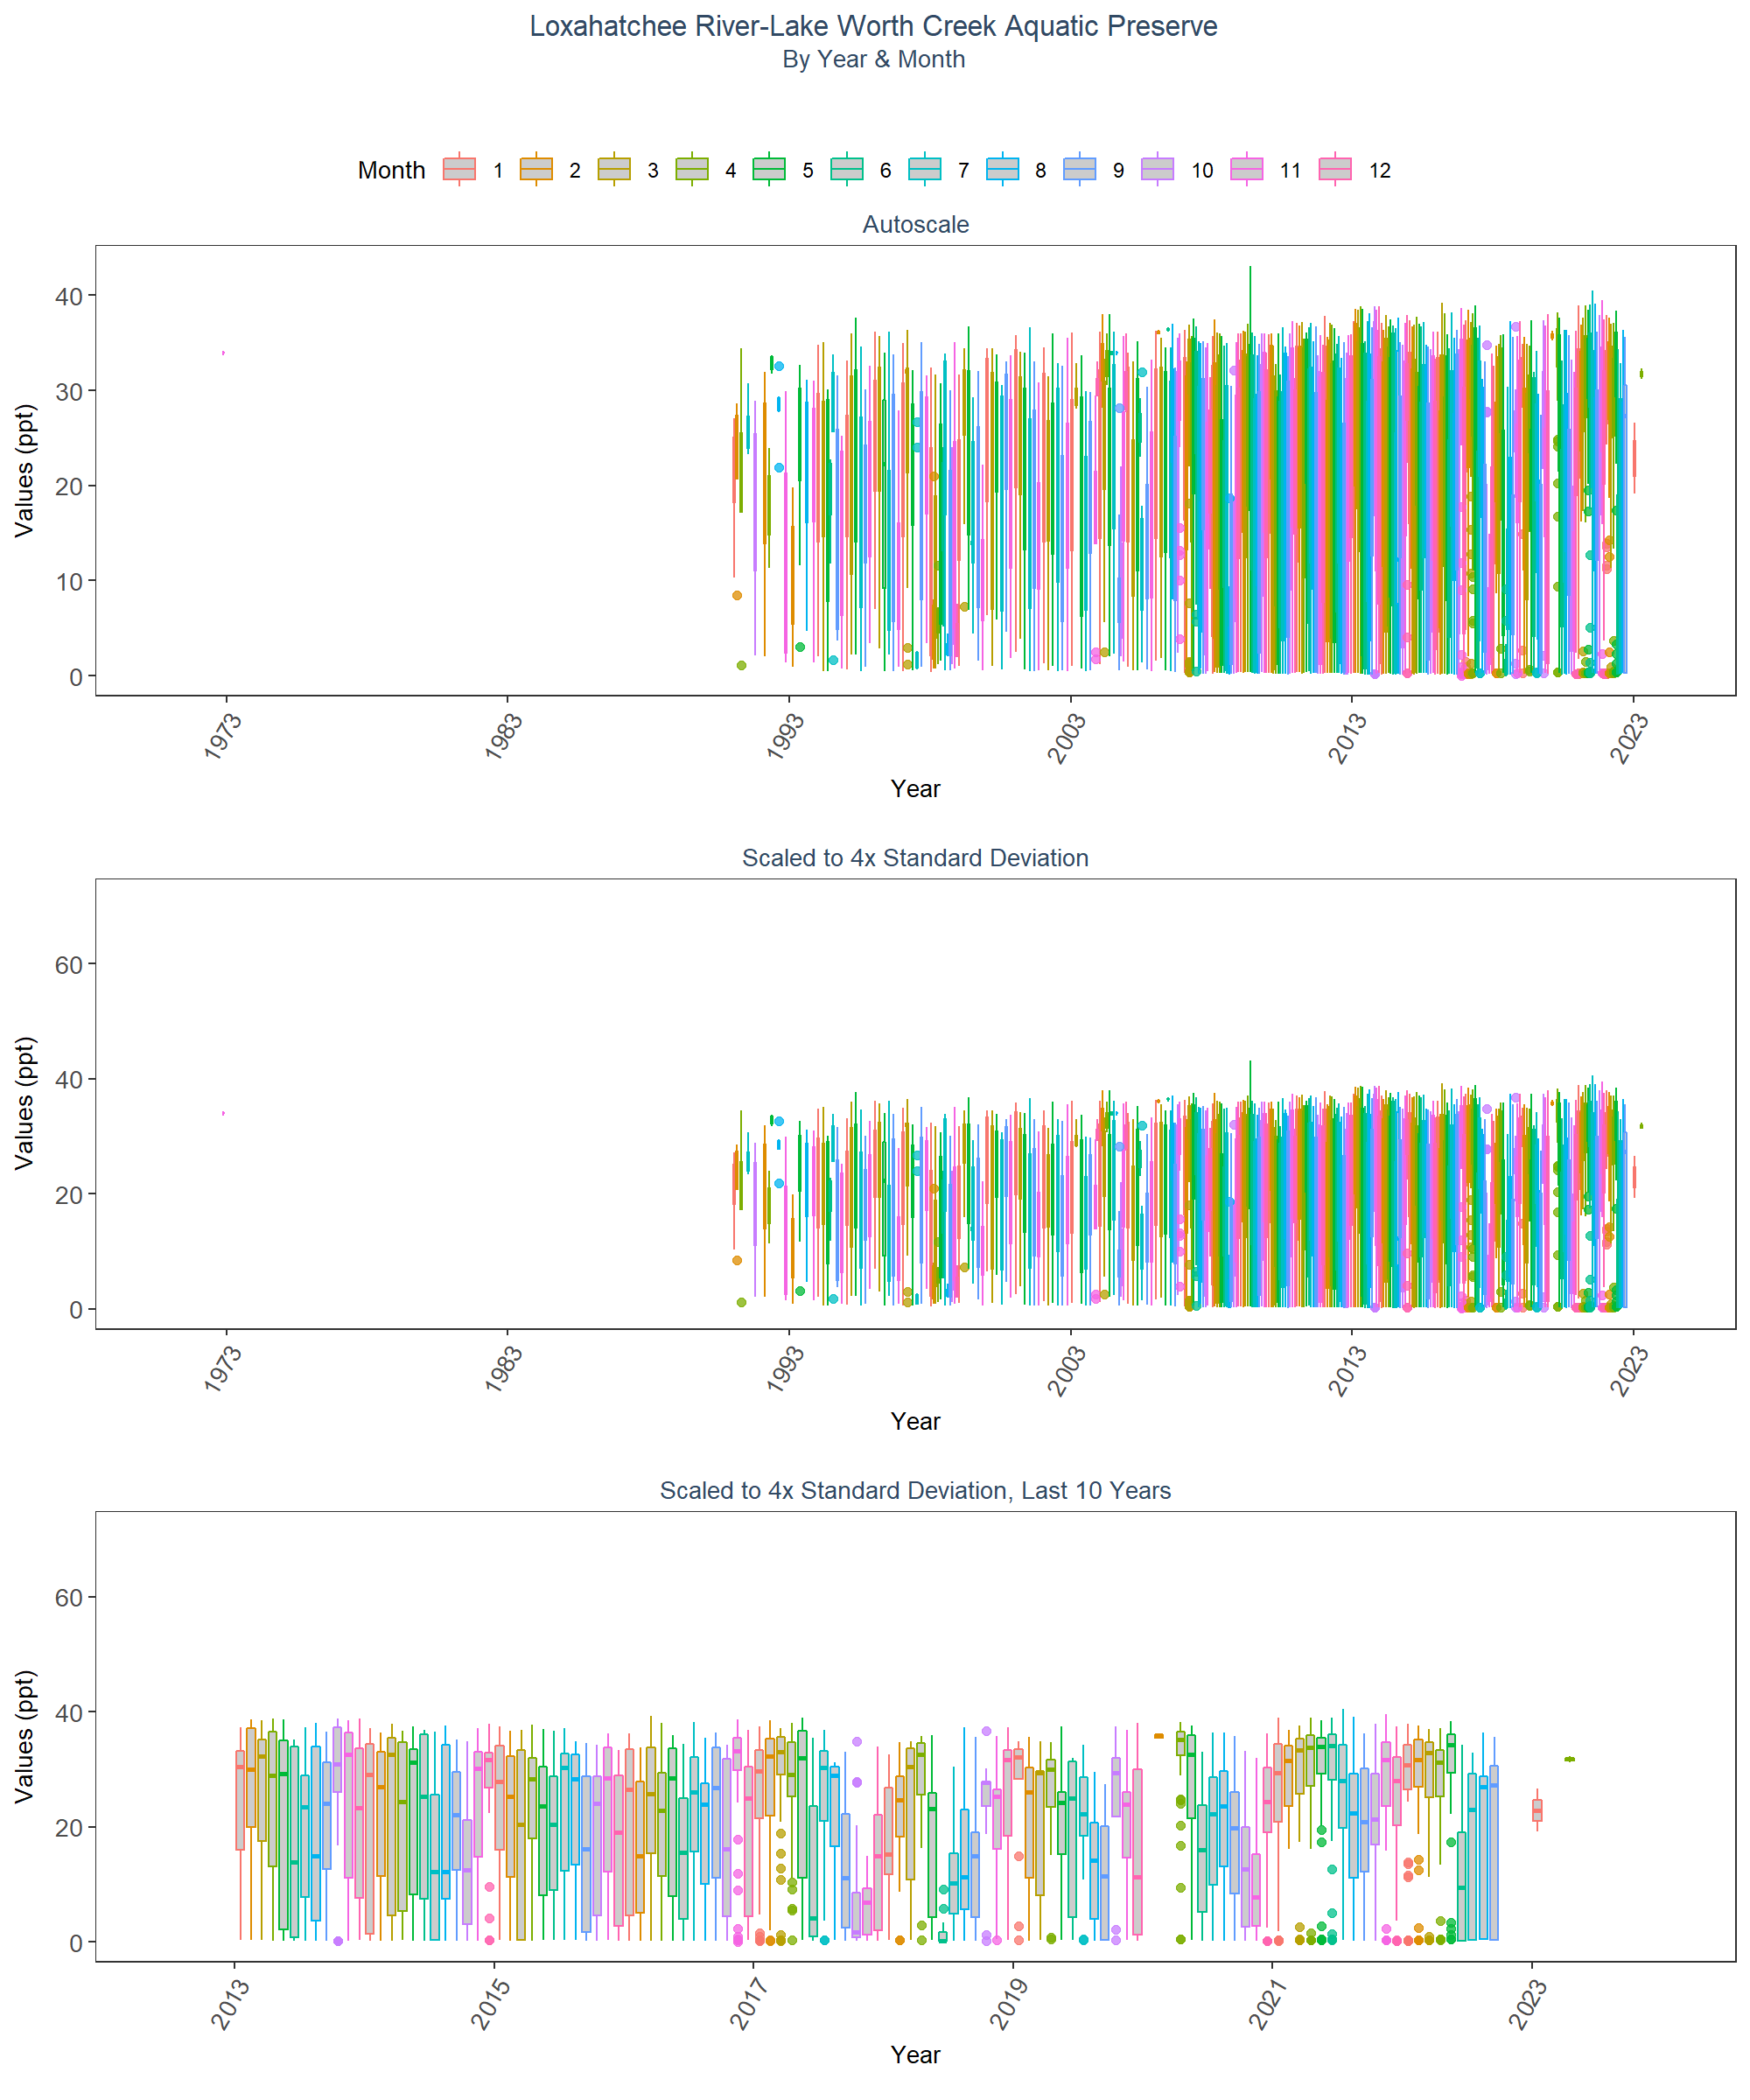 Loxahatchee River-Lake Worth Creek Aquatic Preserve
By Year & Month
Month 1 2 3 4 5 6 7 8 9 10 11 12
Autoscale
Values (ppt)
40
30
20
10
0
1973 1983 1993 2003 2013 2023
Year
Scaled to 4x Standard Deviation
Values (ppt)
60
40
20
0
1973 1983 1993 2003 2013 2023
Year
Scaled to 4x Standard Deviation, Last 10 Years
Values (ppt)
60
40
20
0
2013 2015 2017 2019 2021 2023
Year